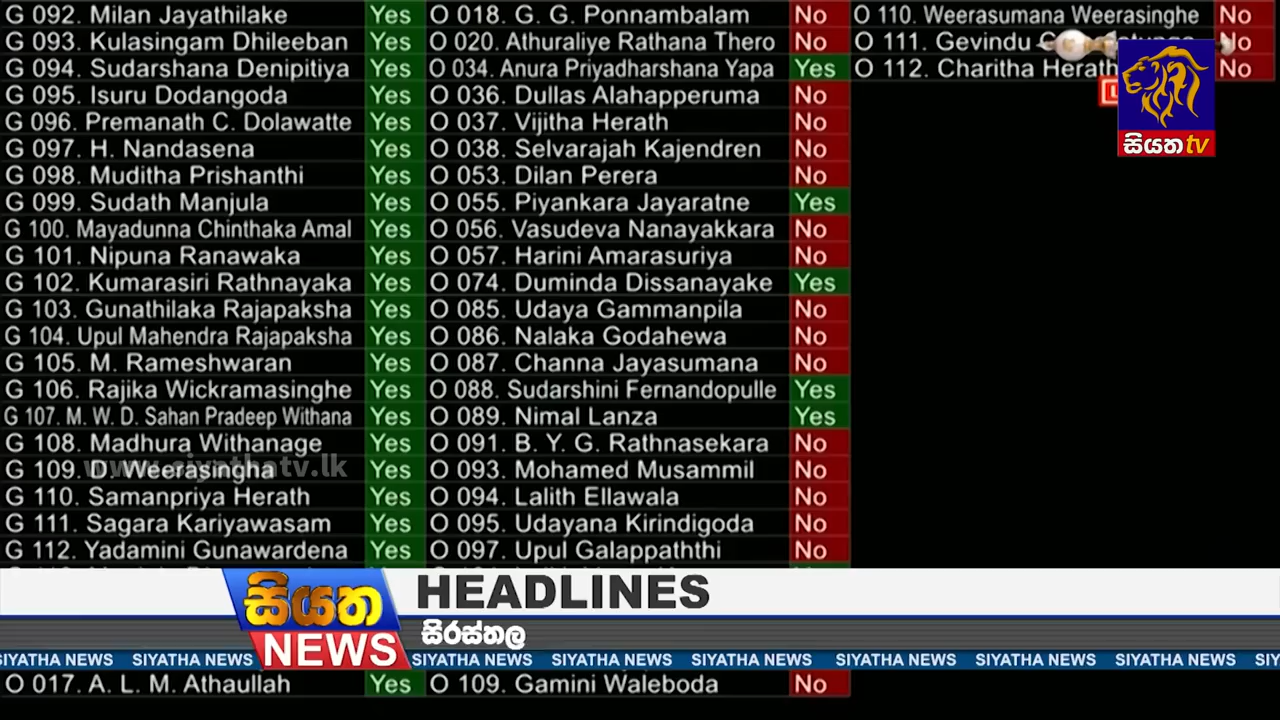 G 092. Milan Jayathilake Yes
G 093. Kulasingam Dhileeban Yes
G 094. Sudarshana Denipitiya Yes
G 095. Isuru Dodangoda Yes
G 096. Premanath C. Dolawatte Yes
G 097. H. Nandasena Yes
G 098. Muditha Prishanthi Yes
G 099. Sudath Manjula Yes
G 100. Mayadunna Chinthaka Amal Yes
G 101. Nipuna Ranawaka Yes
G 102. Kumarasiri Rathnayaka Yes
G 103. Gunathilaka Rajapaksha Yes
G 104. Upul Mahendra Rajapaksha Yes
G 105. M. Rameshwaran Yes
G 106. Rajika Wickramasinghe Yes
G 107. M. W. D. Sahan Pradeep Withana Yes
G 108. Madhura Withanage Yes
G 109. D. Weerasingha Yes
G 110. Samanpriya Herath Yes
G 111. Sagara Kariyawasam Yes
G 112. Yadamini Gunawardena Yes
O 017. A. L. M. Athaullah Yes
O 018. G. G. Ponnambalam No
O 020. Athuraliye Rathana Thero No
O 034. Anura Priyadharshana Yapa Yes
O 036. Dullas Alahapperuma No
O 037. Vijitha Herath No
O 038. Selvarajah Kajendren No
O 053. Dilan Perera No
O 055. Piyankara Jayaratne Yes
O 056. Vasudeva Nanayakkara No
O 057. Harini Amarasuriya No
O 074. Duminda Dissanayake Yes
O 085. Udaya Gammanpila No
O 086. Nalaka Godahewa No
O 087. Channa Jayasumana No
O 088. Sudarshini Fernandopulle Yes
O 089. Nimal Lanza Yes
O 091. B. Y. G. Rathnasekara No
O 093. Mohamed Musammil No
O 094. Lalith Ellawala No
O 095. Udayana Kirindigoda No
O 097. Upul Galappaththi No
O 109. Gamini Waleboda No
O 110. Weerasumana Weerasinghe No
O 111. Gevindu No
O 112. Charitha Herath No
සියත tv
www.siyathatv.lk
සියත
NEWS
HEADLINES
සිරස්තල
SIYATHA NEWS SIYATHA NEWS SIYATHA NEWS SIYATHA NEWS SIYATHA NEWS SIYATHA NEWS SIYATHA NEWS SIYATHA NEWS